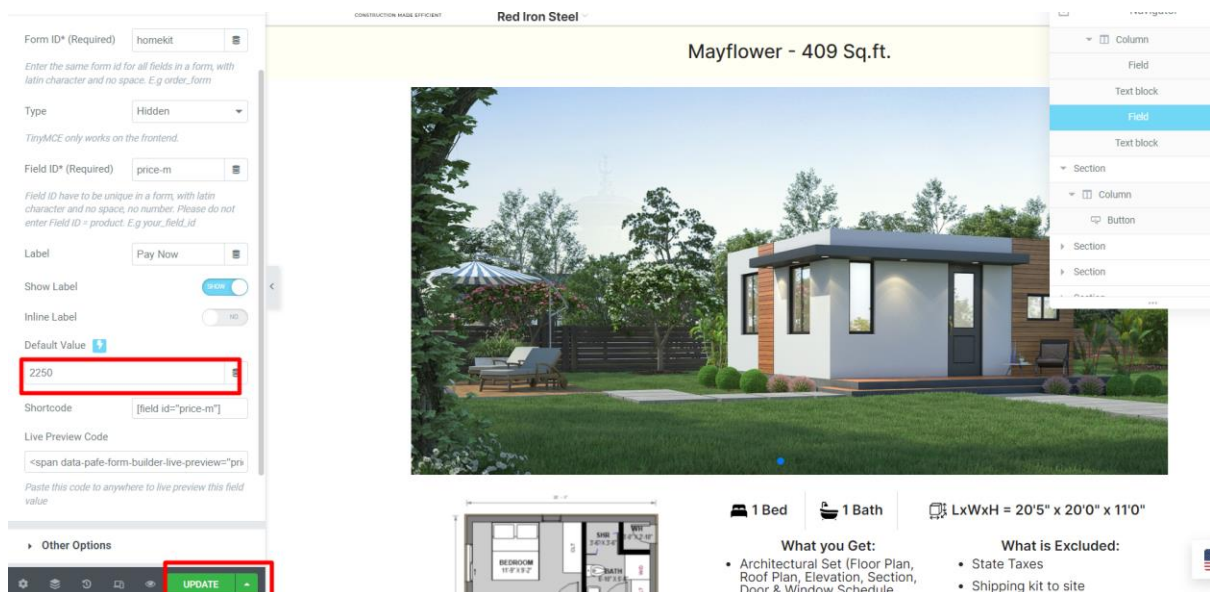 CONSTRUCTION MADE EFFICIENT
Red Iron Steel
Form ID* (Required)
homekit
Enter the same form id for all fields in a form, with
latin character and no space. E.g order_form
Type
Hidden
TinyMCE only works on the frontend.
Field ID* (Required)
price-m
Field ID have to be unique in a form, with latin
character and no space, no number. Please do not
enter Field ID = product. E.g your_field_id
Label
Pay Now
Show Label
SHOW
Inline Label
NO
Default Value
2250
Shortcode
[field id="price-m"]
Live Preview Code
<span data-pafe-form-builder-live-preview="pri
Paste this code to anywhere to live preview this field
value
Other Options
UPDATE
Mayflower - 409 Sq.ft.
Navigator
Column
Field
Text block
Field
Text block
Section
Column
Button
Section
Section
Section
...
BEDROOM
11'-8" X 9'-2"
SHR
WH
BATH
1 Bed
1 Bath
LxWxH = 20'5" x 20'0" x 11'0"
What you Get:
• Architectural Set (Floor Plan,
Roof Plan, Elevation, Section,
Door & Window Schedule
What is Excluded:
• State Taxes
• Shipping kit to site